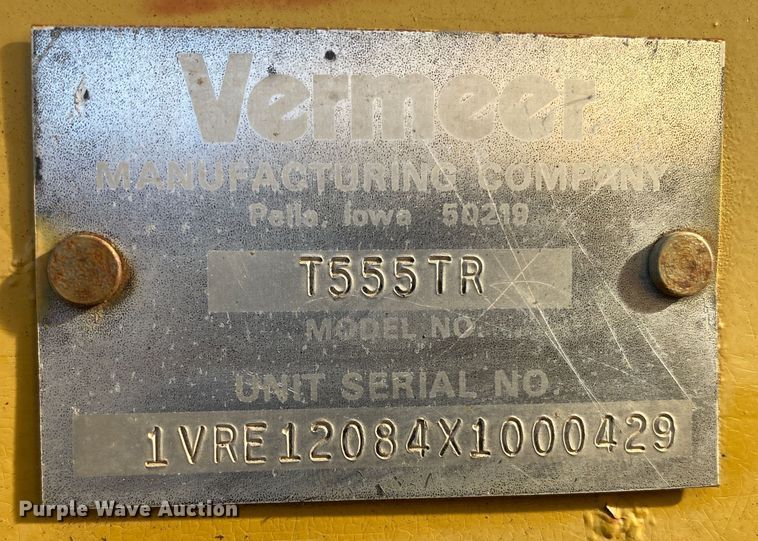 Vermeer
MANUFACTURING COMPANY
Pella, Iowa 50219
T555TR
MODEL NO.
UNIT SERIAL NO.
1VRE12084X1000429
Purple Wave Auction